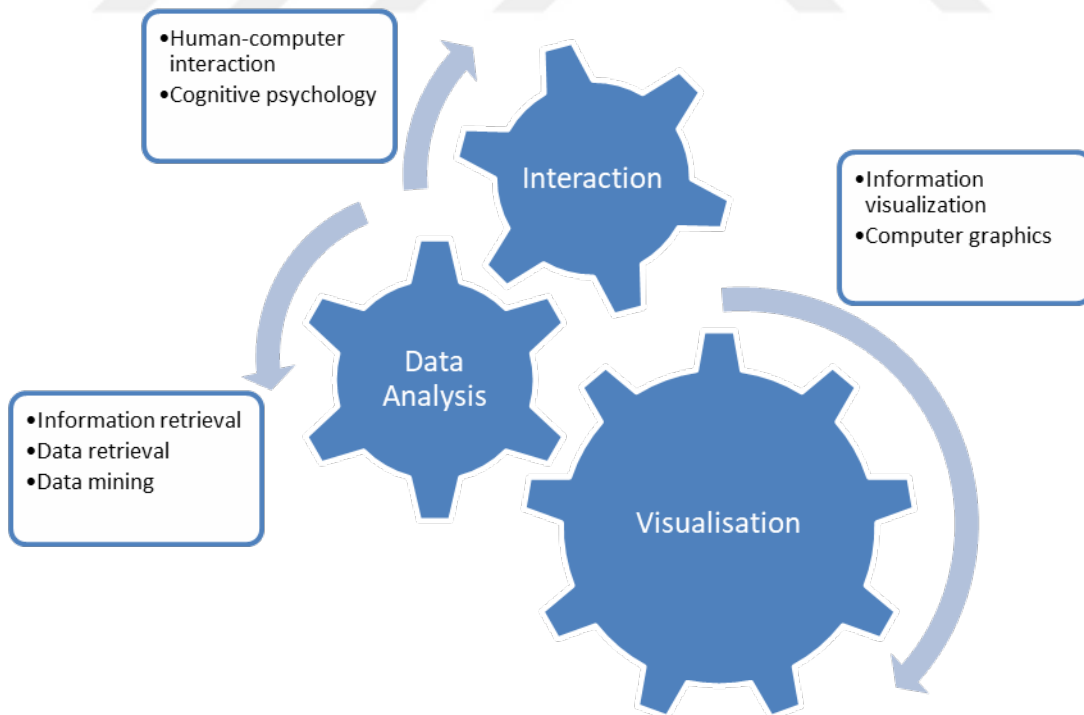 •Human-computer
interaction
•Cognitive psychology
Interaction
•Information
visualization
•Computer graphics
Data
Analysis
•Information retrieval
•Data retrieval
•Data mining
Visualisation